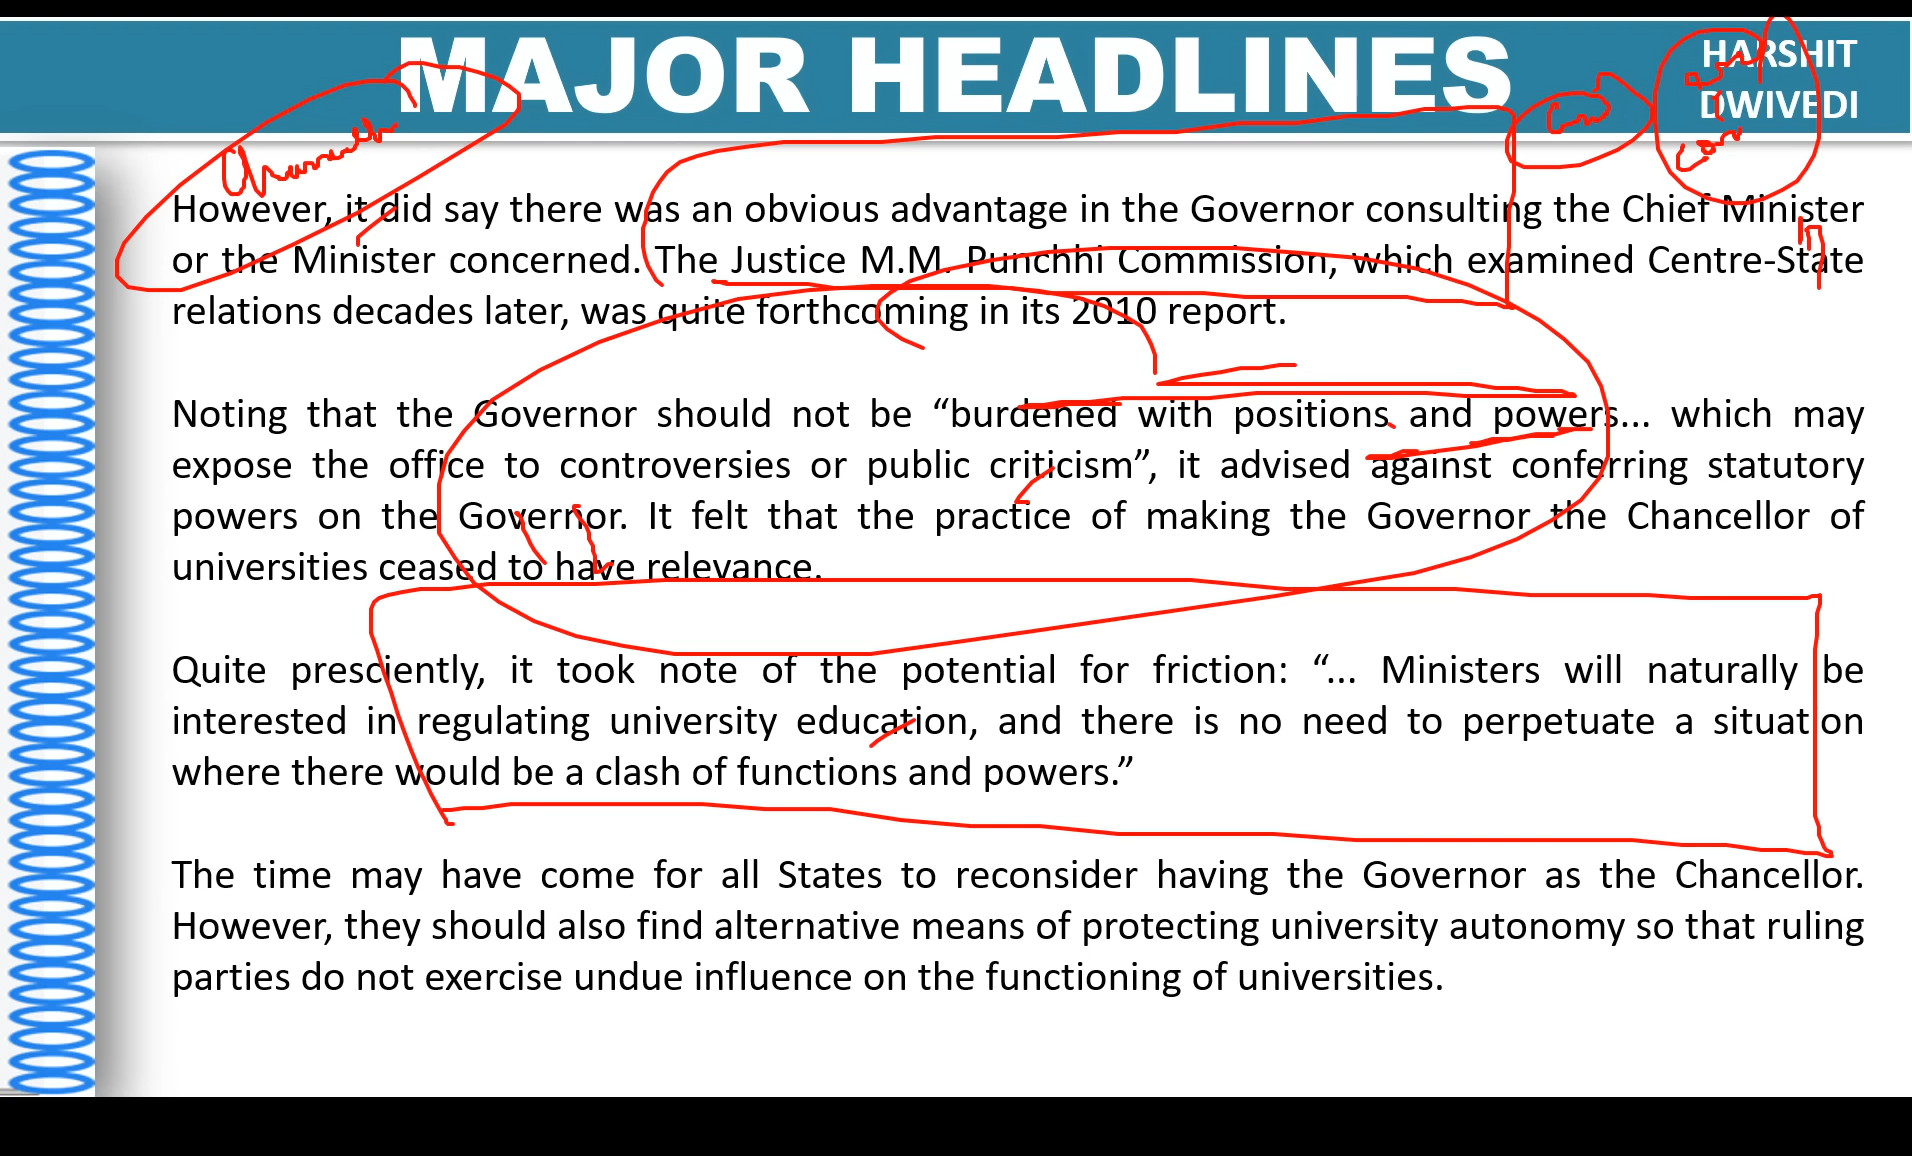 MAJOR HEADLINES
HARSHIT
DWIVEDI
However, it did say there was an obvious advantage in the Governor consulting the Chief Minister
or the Minister concerned. The Justice M.M. Punchhi Commission, which examined Centre-State
relations decades later, was quite forthcoming in its 2010 report.
Noting that the Governor should not be “burdened with positions and powers... which may
expose the office to controversies or public criticism”, it advised against conferring statutory
powers on the Governor. It felt that the practice of making the Governor the Chancellor of
universities ceased to have relevance.
Quite presciently, it took note of the potential for friction: “... Ministers will naturally be
interested in regulating university education, and there is no need to perpetuate a situation
where there would be a clash of functions and powers.”
The time may have come for all States to reconsider having the Governor as the Chancellor.
However, they should also find alternative means of protecting university autonomy so that ruling
parties do not exercise undue influence on the functioning of universities.